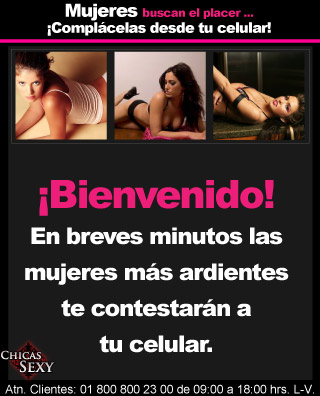 Mujeres buscan el placer ...
¡Complácelas desde tu celular!
¡Bienvenido!
En breves minutos las
mujeres más ardientes
te contestarán a
tu celular.
CHICAS
SEXY
Atn. Clientes: 01 800 800 23 00 de 09:00 a 18:00 hrs. L-V.